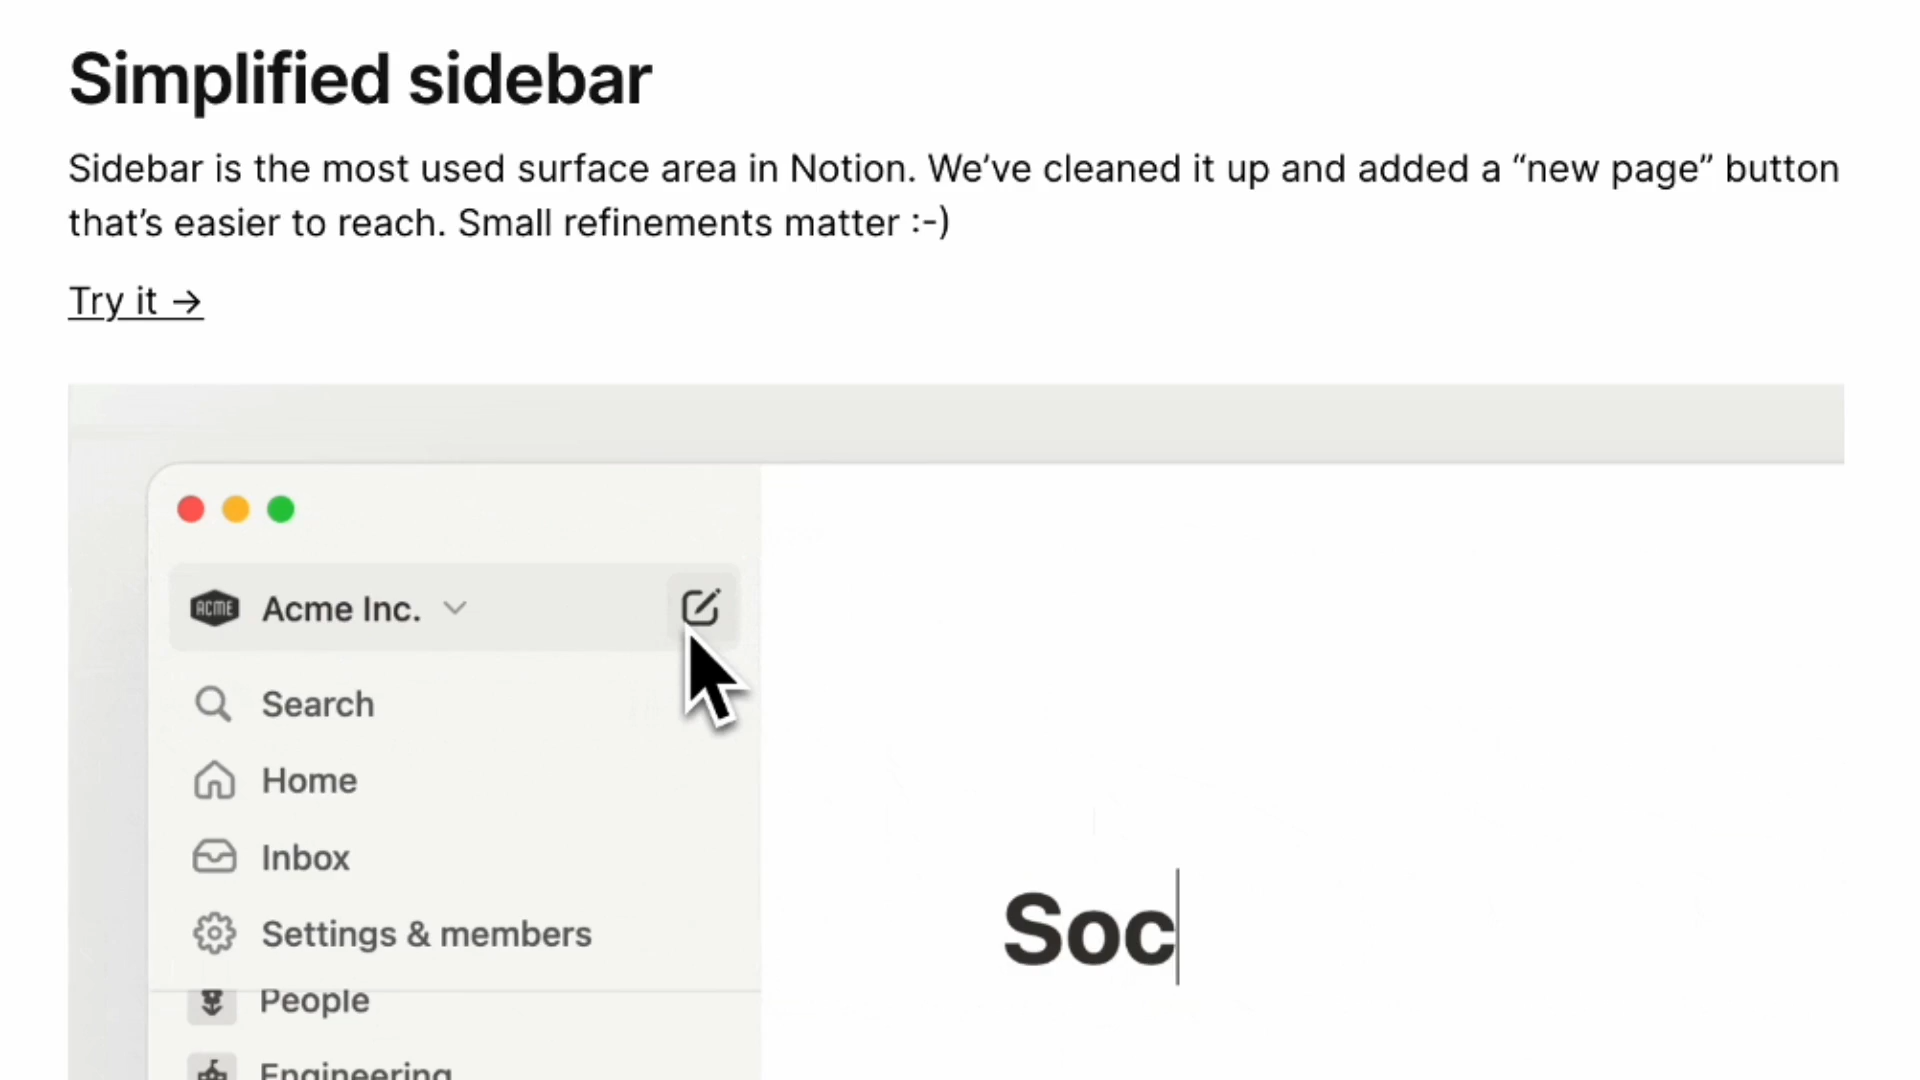 Simplified sidebar
Sidebar is the most used surface area in Notion. We’ve cleaned it up and added a “new page” button
that’s easier to reach. Small refinements matter :-)
Try it →
ACME Acme Inc.
Search
Home
Inbox
Settings & members
Soc
People
Engineering